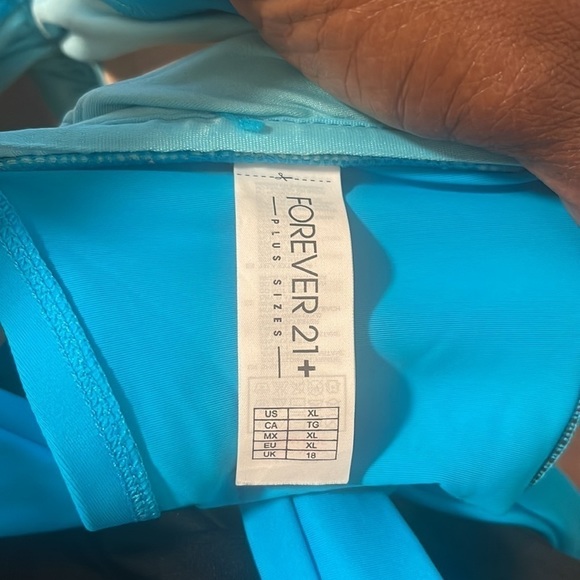 FOREVER 21+
PLUS SIZES
US XL
CA TG
MX XL
EU XL
UK 18